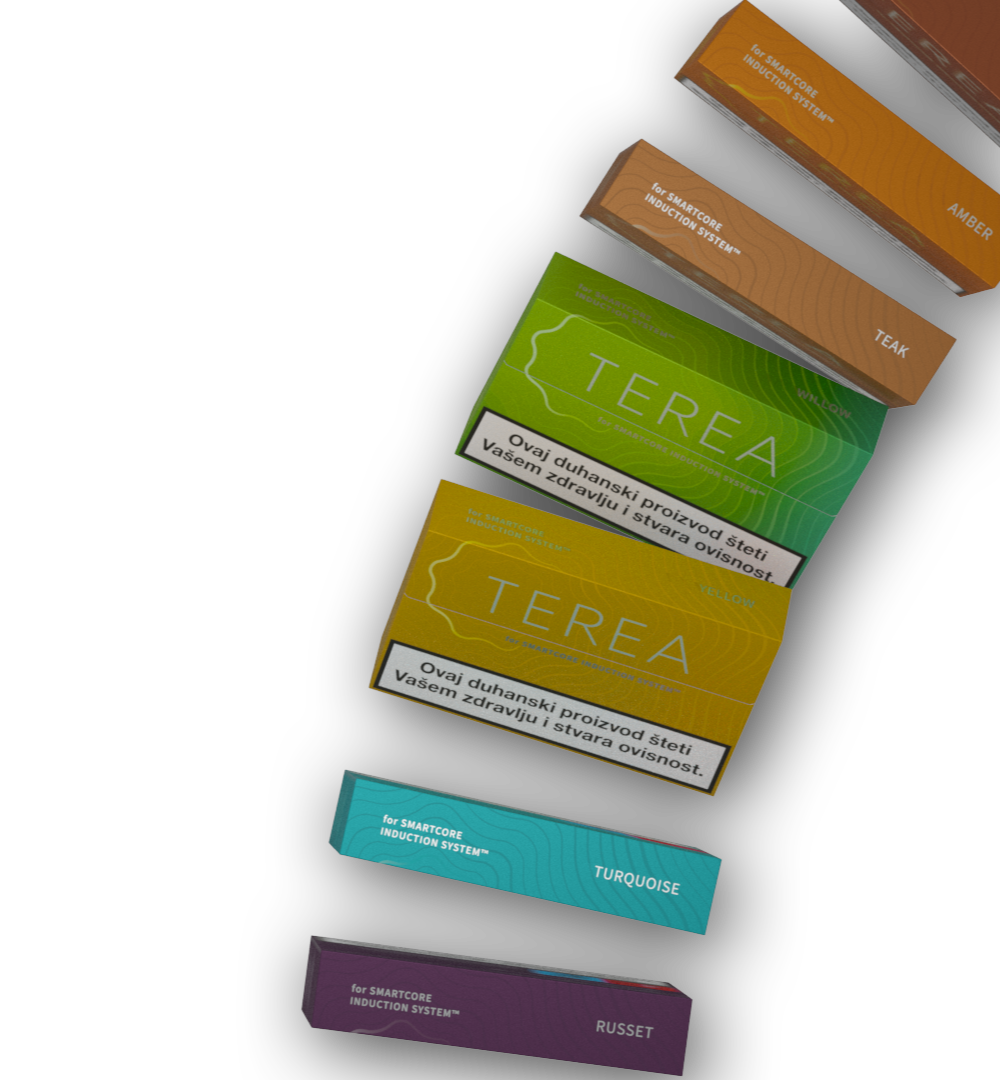 EREA
for SMARTCORE
INDUCTION SYSTEM™
AMBER
for SMARTCORE
INDUCTION SYSTEM™
TEAK
for SMARTCORE
INDUCTION SYSTEM™
WILLOW
TEREA
for SMARTCORE INDUCTION SYSTEM™
Ovaj duhanski proizvod šteti
Vašem zdravlju i stvara ovisnost.
for SMARTCORE
INDUCTION SYSTEM™
YELLOW
TEREA
for SMARTCORE INDUCTION SYSTEM™
Ovaj duhanski proizvod šteti
Vašem zdravlju i stvara ovisnost.
for SMARTCORE
INDUCTION SYSTEM™
TURQUOISE
for SMARTCORE
INDUCTION SYSTEM™
RUSSET